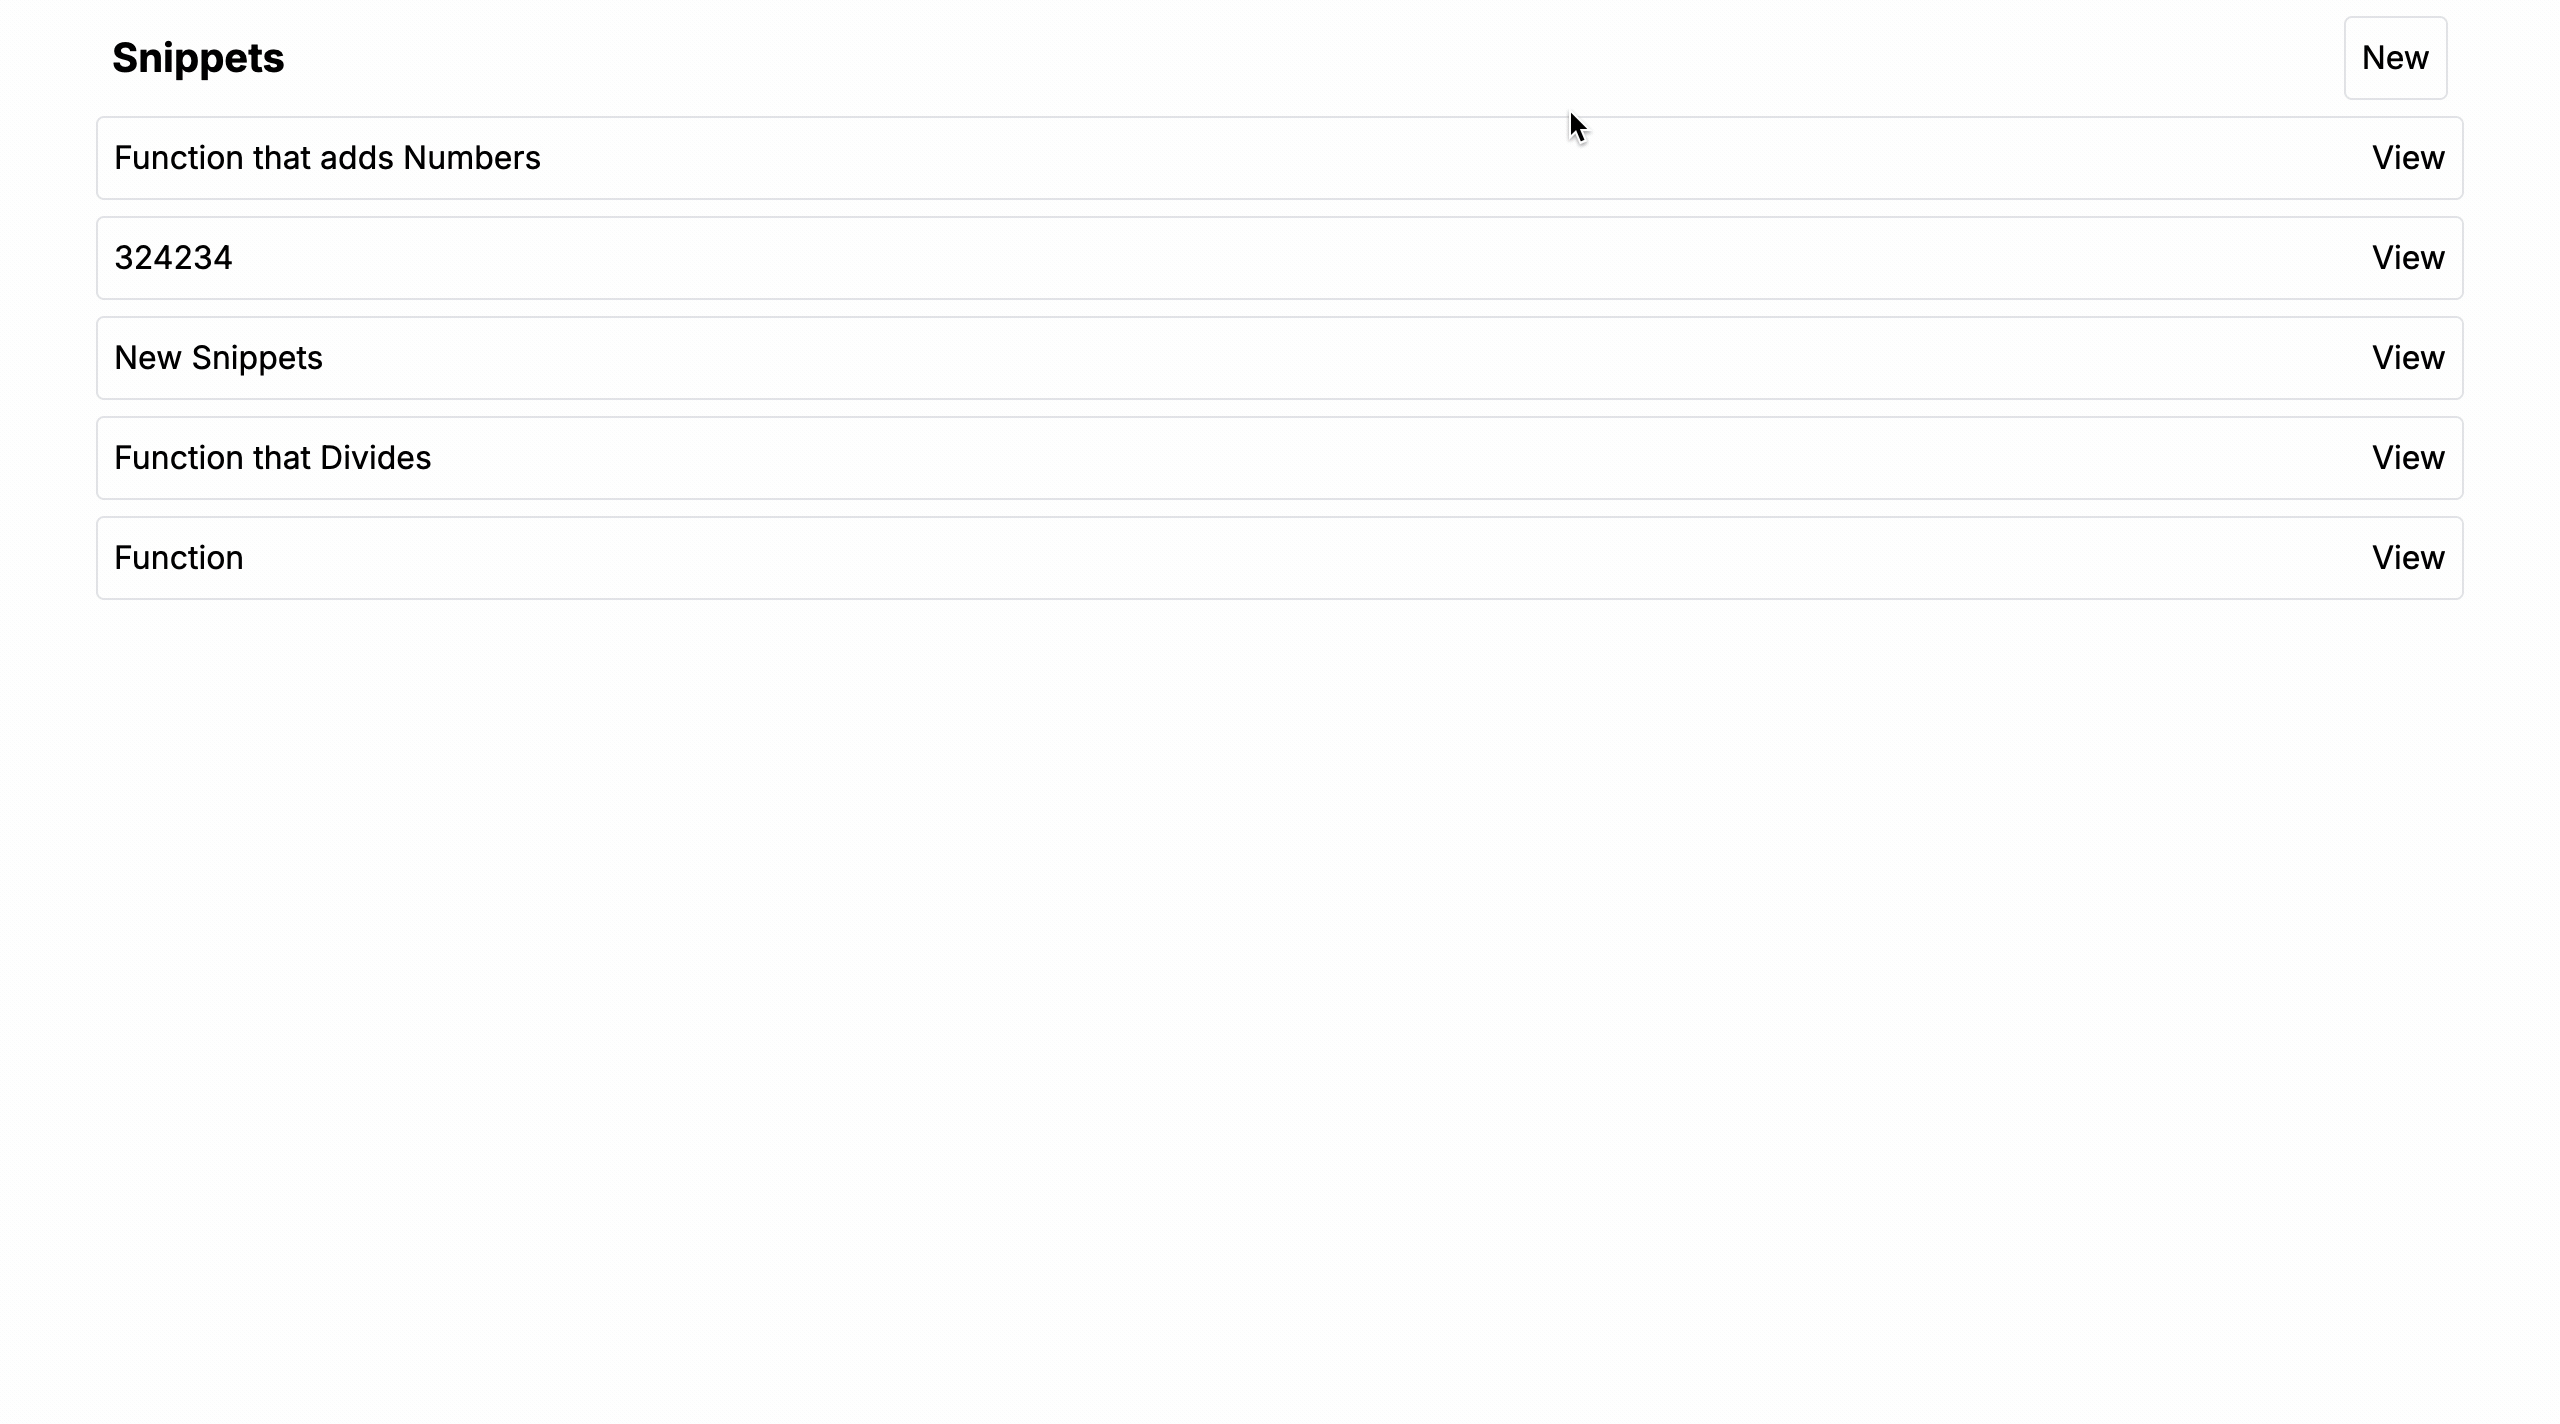 Snippets New
Function that adds Numbers View
324234 View
New Snippets View
Function that Divides View
Function View